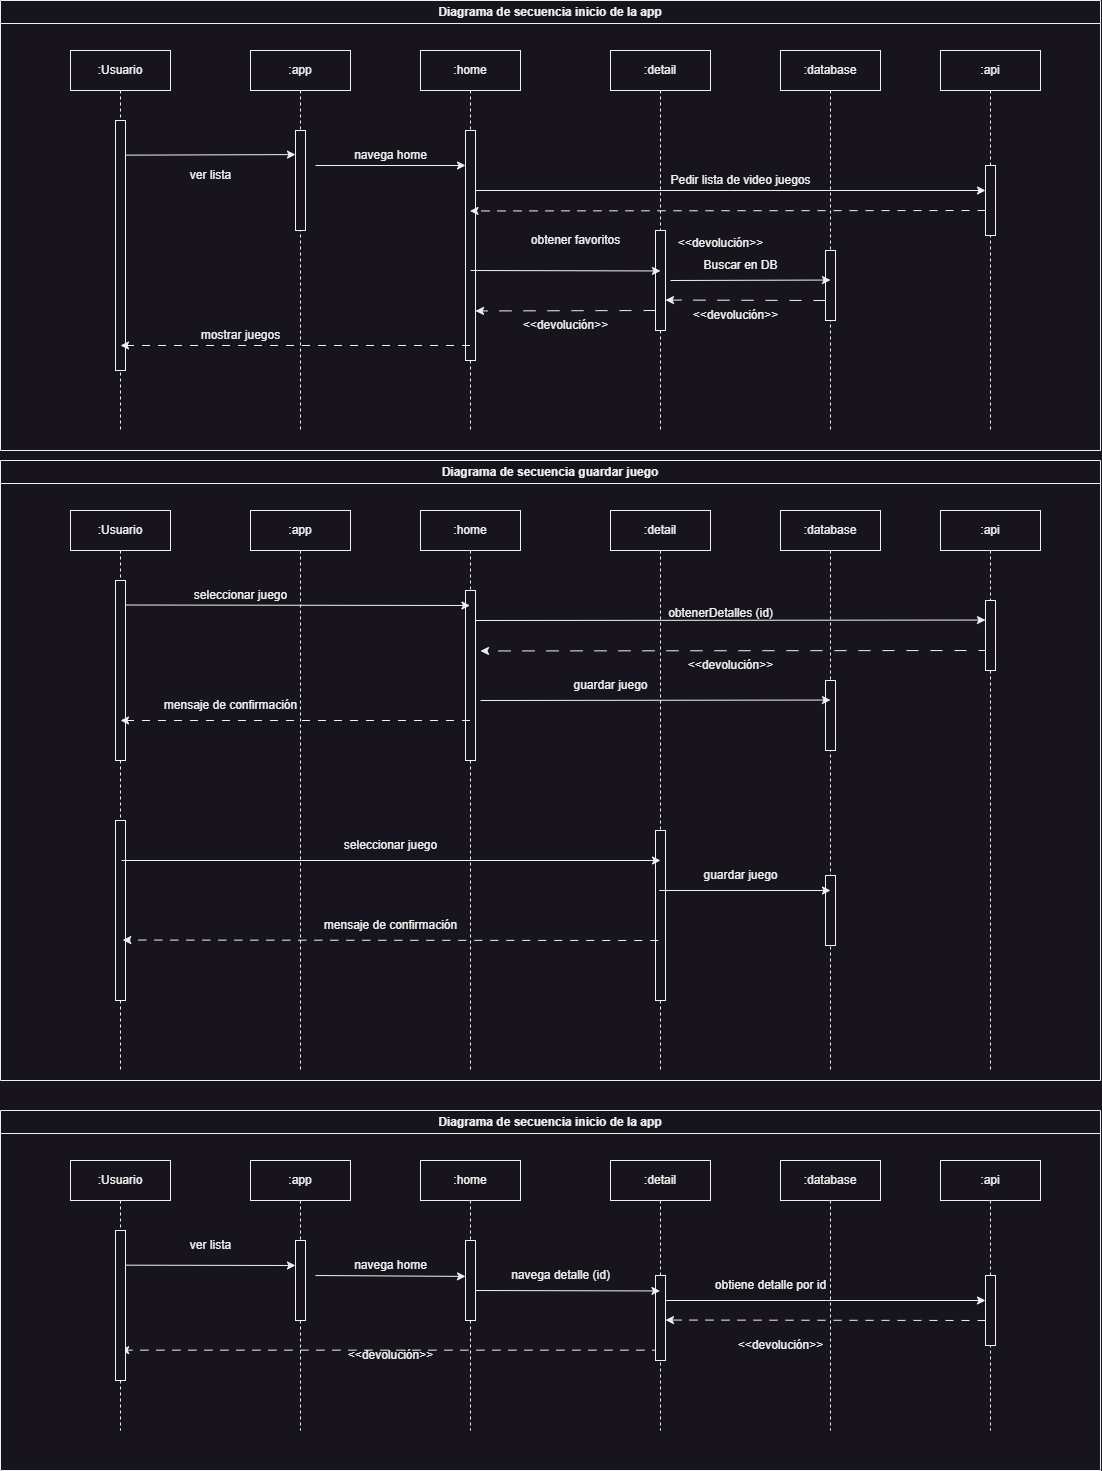 Diagrama de secuencia inicio de la app
:Usuario
:app
:home
:detail
:database
:api
navega home
ver lista
Pedir lista de video juegos
obtener favoritos
<<devolución>>
Buscar en DB
<<devolución>>
<<devolución>>
mostrar juegos
Diagrama de secuencia guardar juego
:Usuario
:app
:home
:detail
:database
:api
seleccionar juego
obtenerDetalles (id)
<<devolución>>
guardar juego
mensaje de confirmación
seleccionar juego
guardar juego
mensaje de confirmación
Diagrama de secuencia inicio de la app
:Usuario
:app
:home
:detail
:database
:api
ver lista
navega home
navega detalle (id)
obtiene detalle por id
<<devolución>>
<<devolución>>